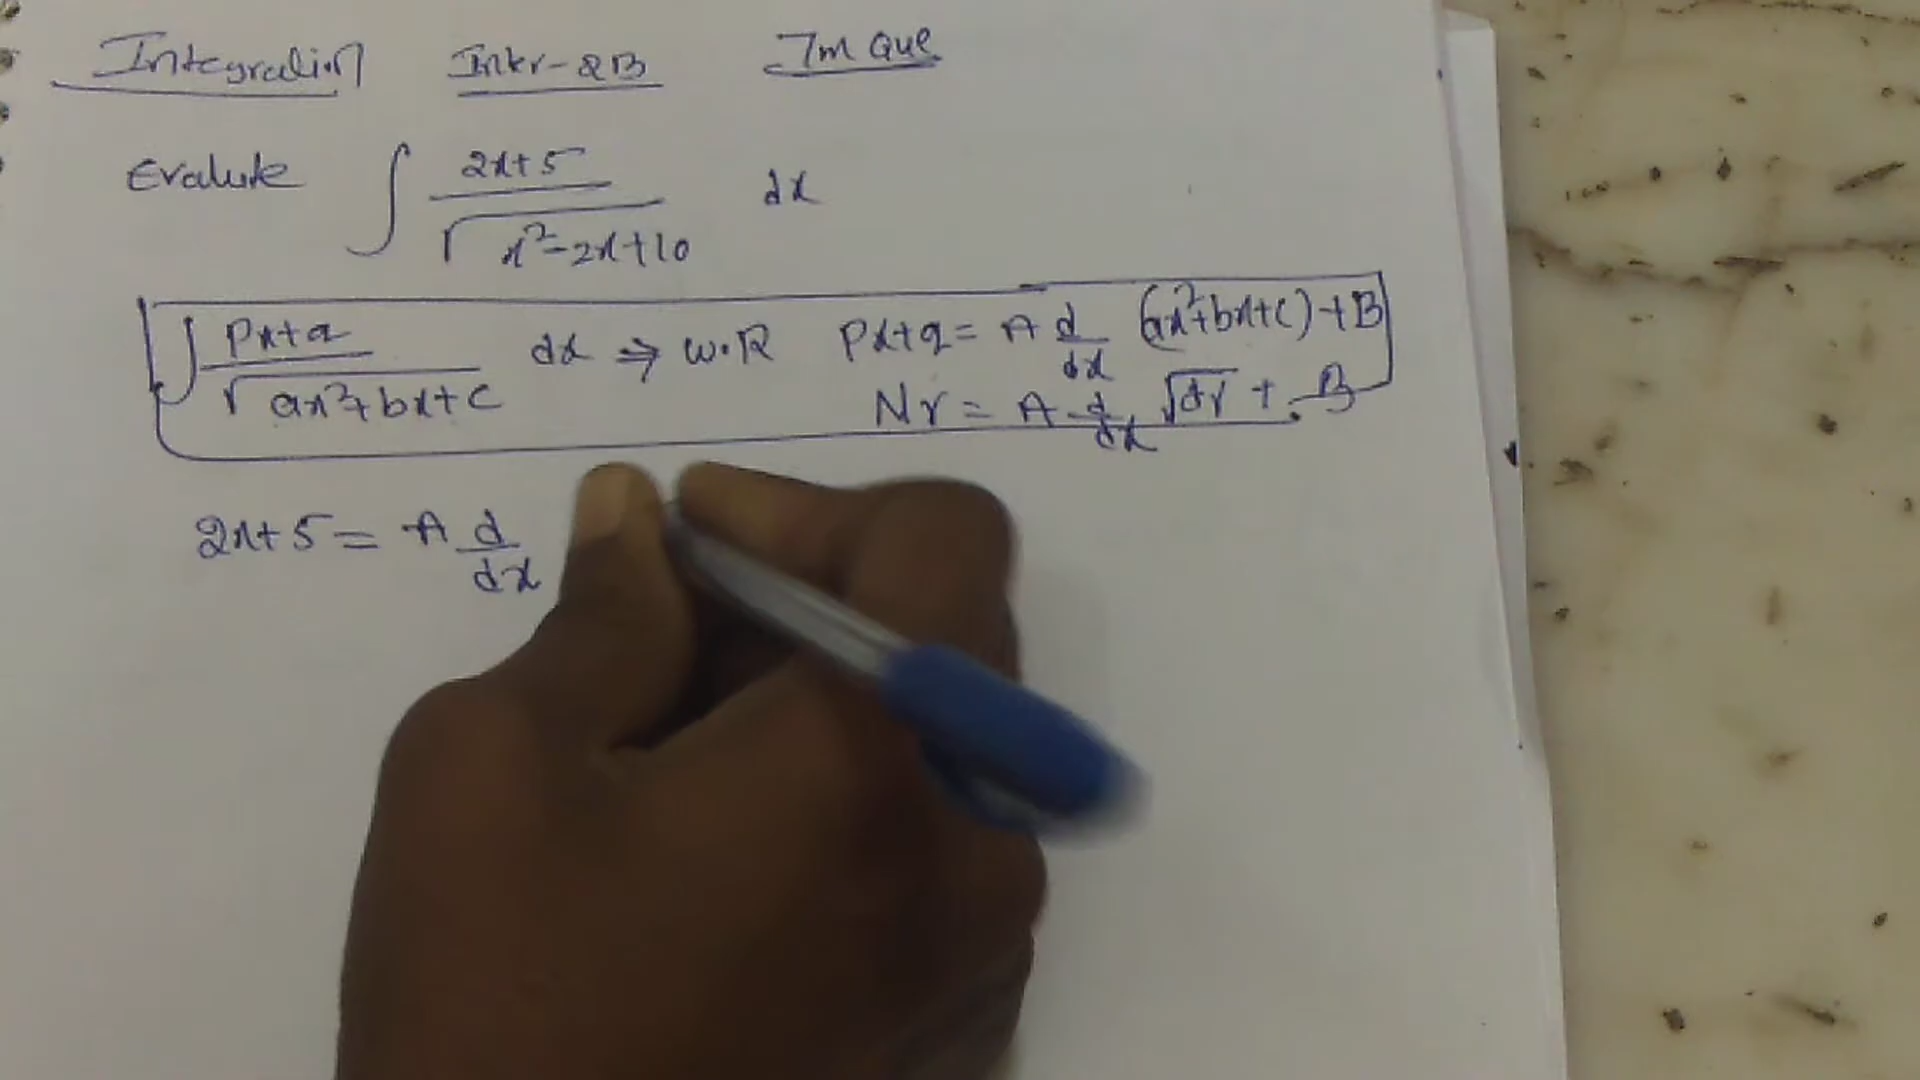 Integration Inter-2B 7m Que
Evaluate ∫ 2x+5 / √x²-2x+10 dx
∫ Px+q / √ax²+bx+c dx ⇒ W.R Px+q = A d/dx (ax²+bx+c)+B
Nr = A d/dx √dr + B
2x+5 = A d/dx